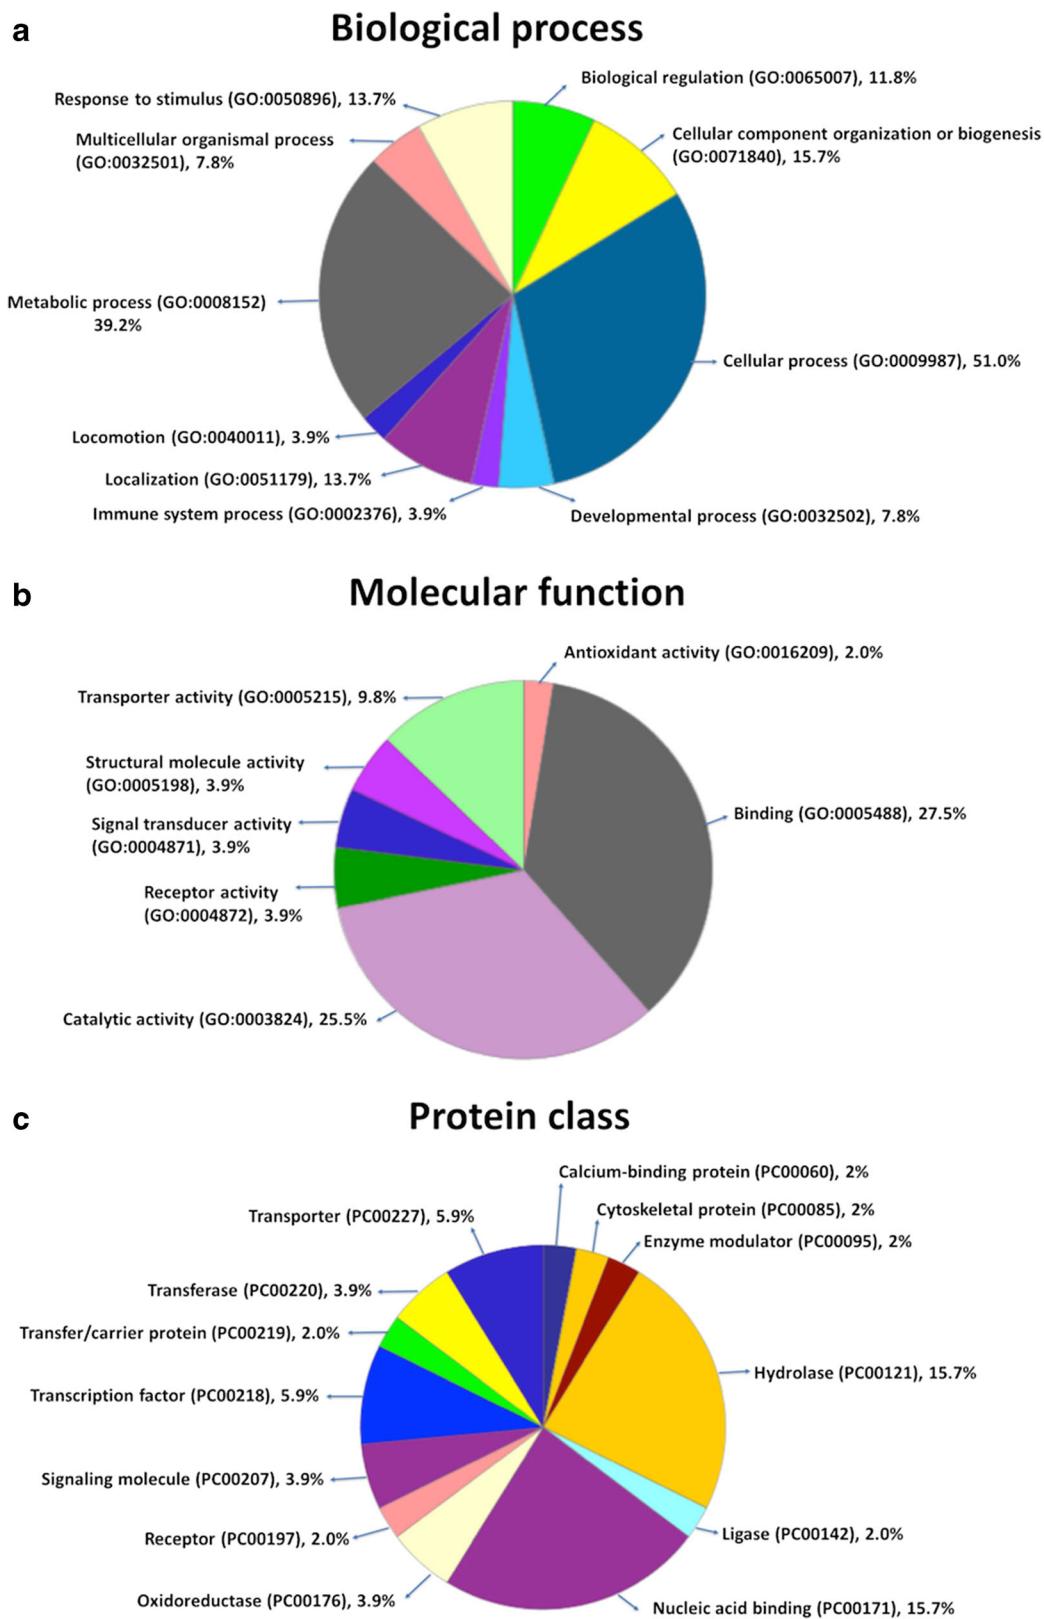 a
Biological process
Biological regulation (GO:0065007), 11.8%
Response to stimulus (GO:0050896), 13.7%
Cellular component organization or biogenesis
(GO:0071840), 15.7%
Multicellular organismal process
(GO:0032501), 7.8%
Metabolic process (GO:0008152)
39.2%
Cellular process (GO:0009987), 51.0%
Locomotion (GO:0040011), 3.9%
Localization (GO:0051179), 13.7%
Immune system process (GO:0002376), 3.9%
Developmental process (GO:0032502), 7.8%
b
Molecular function
Antioxidant activity (GO:0016209), 2.0%
Transporter activity (GO:0005215), 9.8%
Structural molecule activity
(GO:0005198), 3.9%
Binding (GO:0005488), 27.5%
Signal transducer activity
(GO:0004871), 3.9%
Receptor activity
(GO:0004872), 3.9%
Catalytic activity (GO:0003824), 25.5%
c
Protein class
Calcium-binding protein (PC00060), 2%
Cytoskeletal protein (PC00085), 2%
Transporter (PC00227), 5.9%
Enzyme modulator (PC00095), 2%
Transferase (PC00220), 3.9%
Transfer/carrier protein (PC00219), 2.0%
Hydrolase (PC00121), 15.7%
Transcription factor (PC00218), 5.9%
Signaling molecule (PC00207), 3.9%
Ligase (PC00142), 2.0%
Receptor (PC00197), 2.0%
Oxidoreductase (PC00176), 3.9%
Nucleic acid binding (PC00171), 15.7%